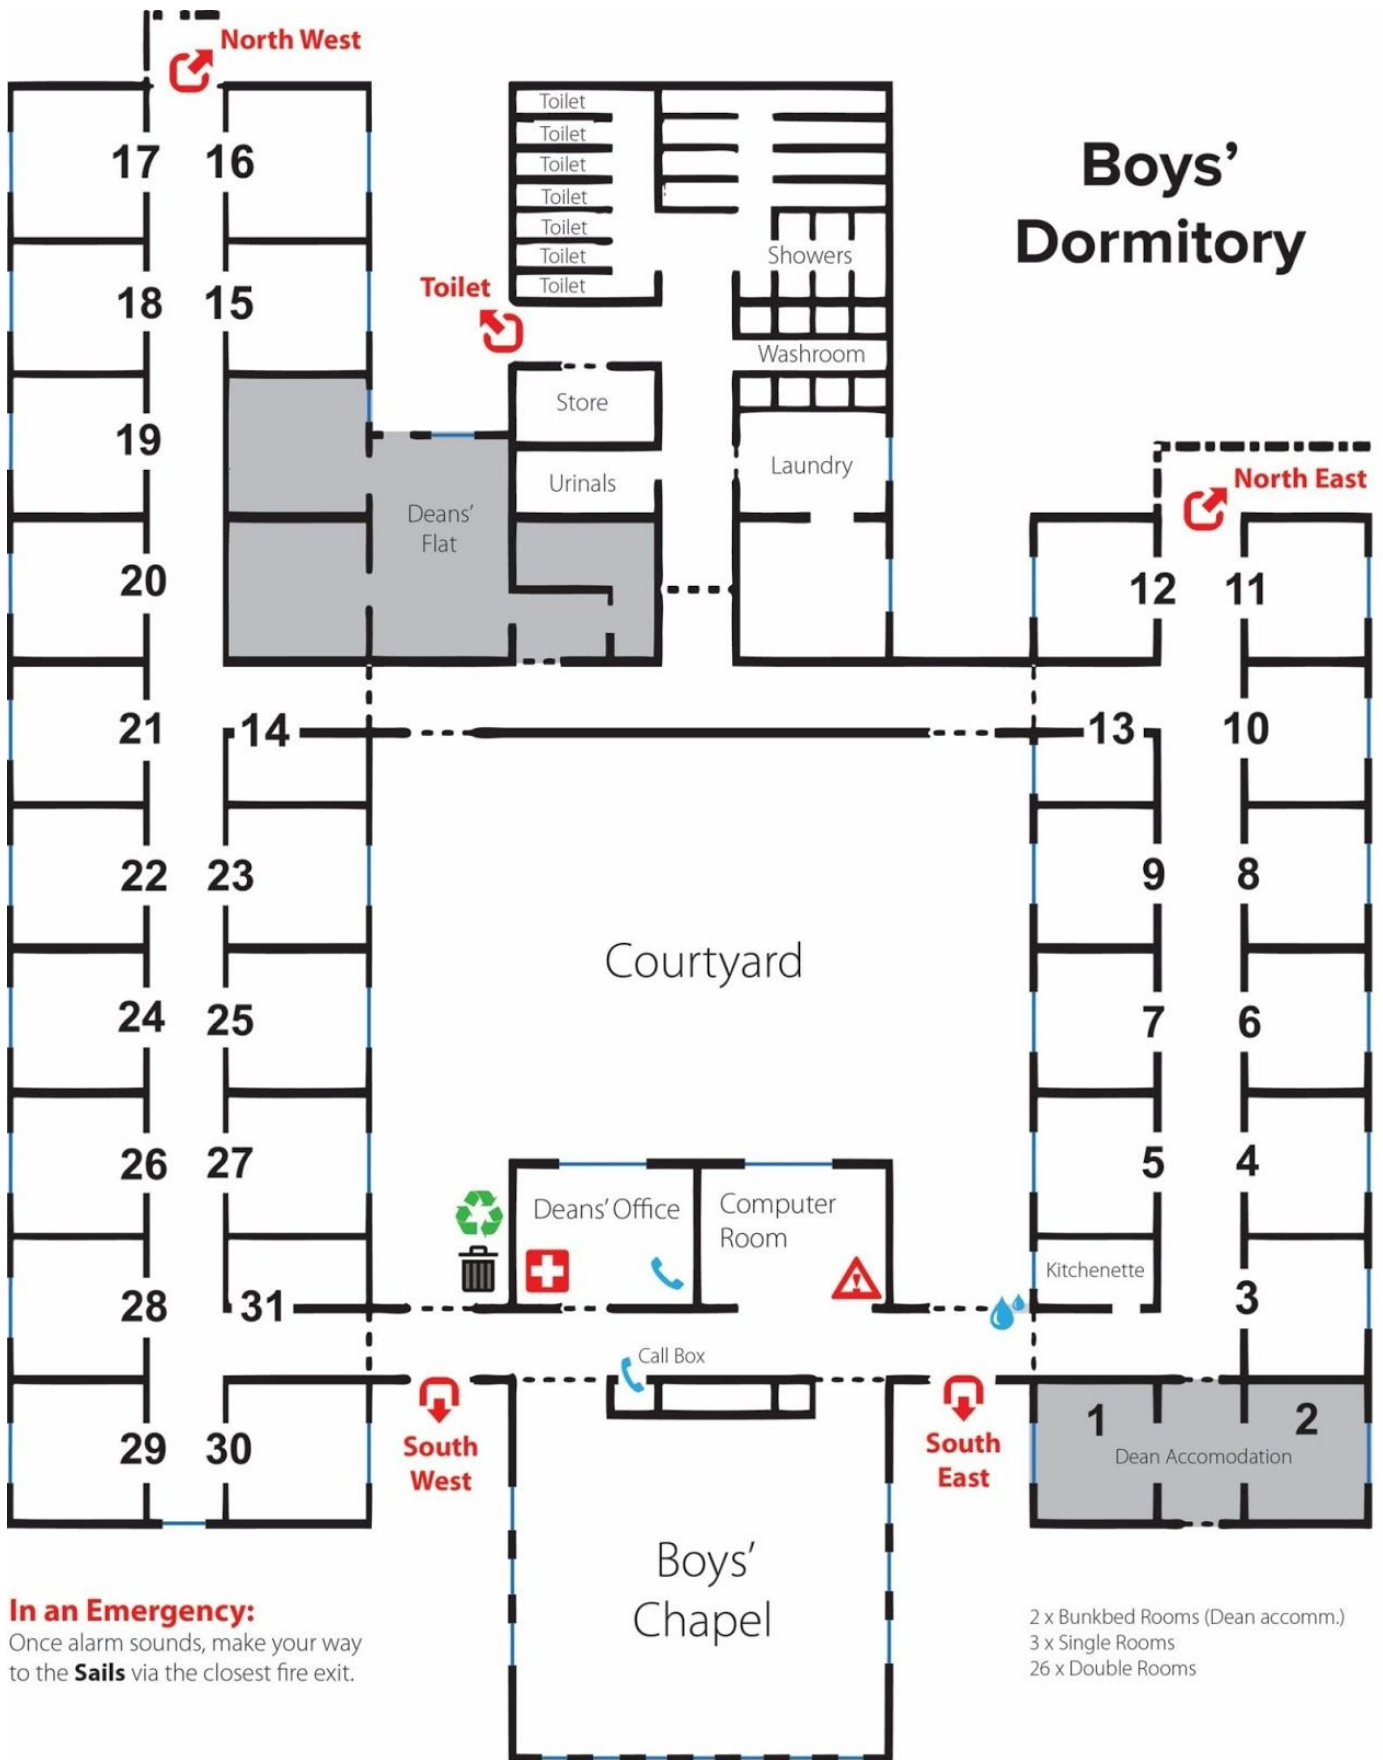 North West
Boys’
Dormitory
17
16
Toilet
Toilet
Toilet
Toilet
Toilet
Toilet
Toilet
Showers
18
15
Toilet
Washroom
Store
19
Laundry
Urinals
North East
Deans’
Flat
20
12
11
21
14
13
10
22
23
9
8
Courtyard
24
25
7
6
26
27
5
4
Deans’ Office
Computer
Room
Kitchenette
28
31
3
Call Box
29
30
South
West
South
East
1
2
Dean Accomodation
Boys’
Chapel
In an Emergency:
Once alarm sounds, make your way
to the Sails via the closest fire exit.
2 x Bunkbed Rooms (Dean accomm.)
3 x Single Rooms
26 x Double Rooms